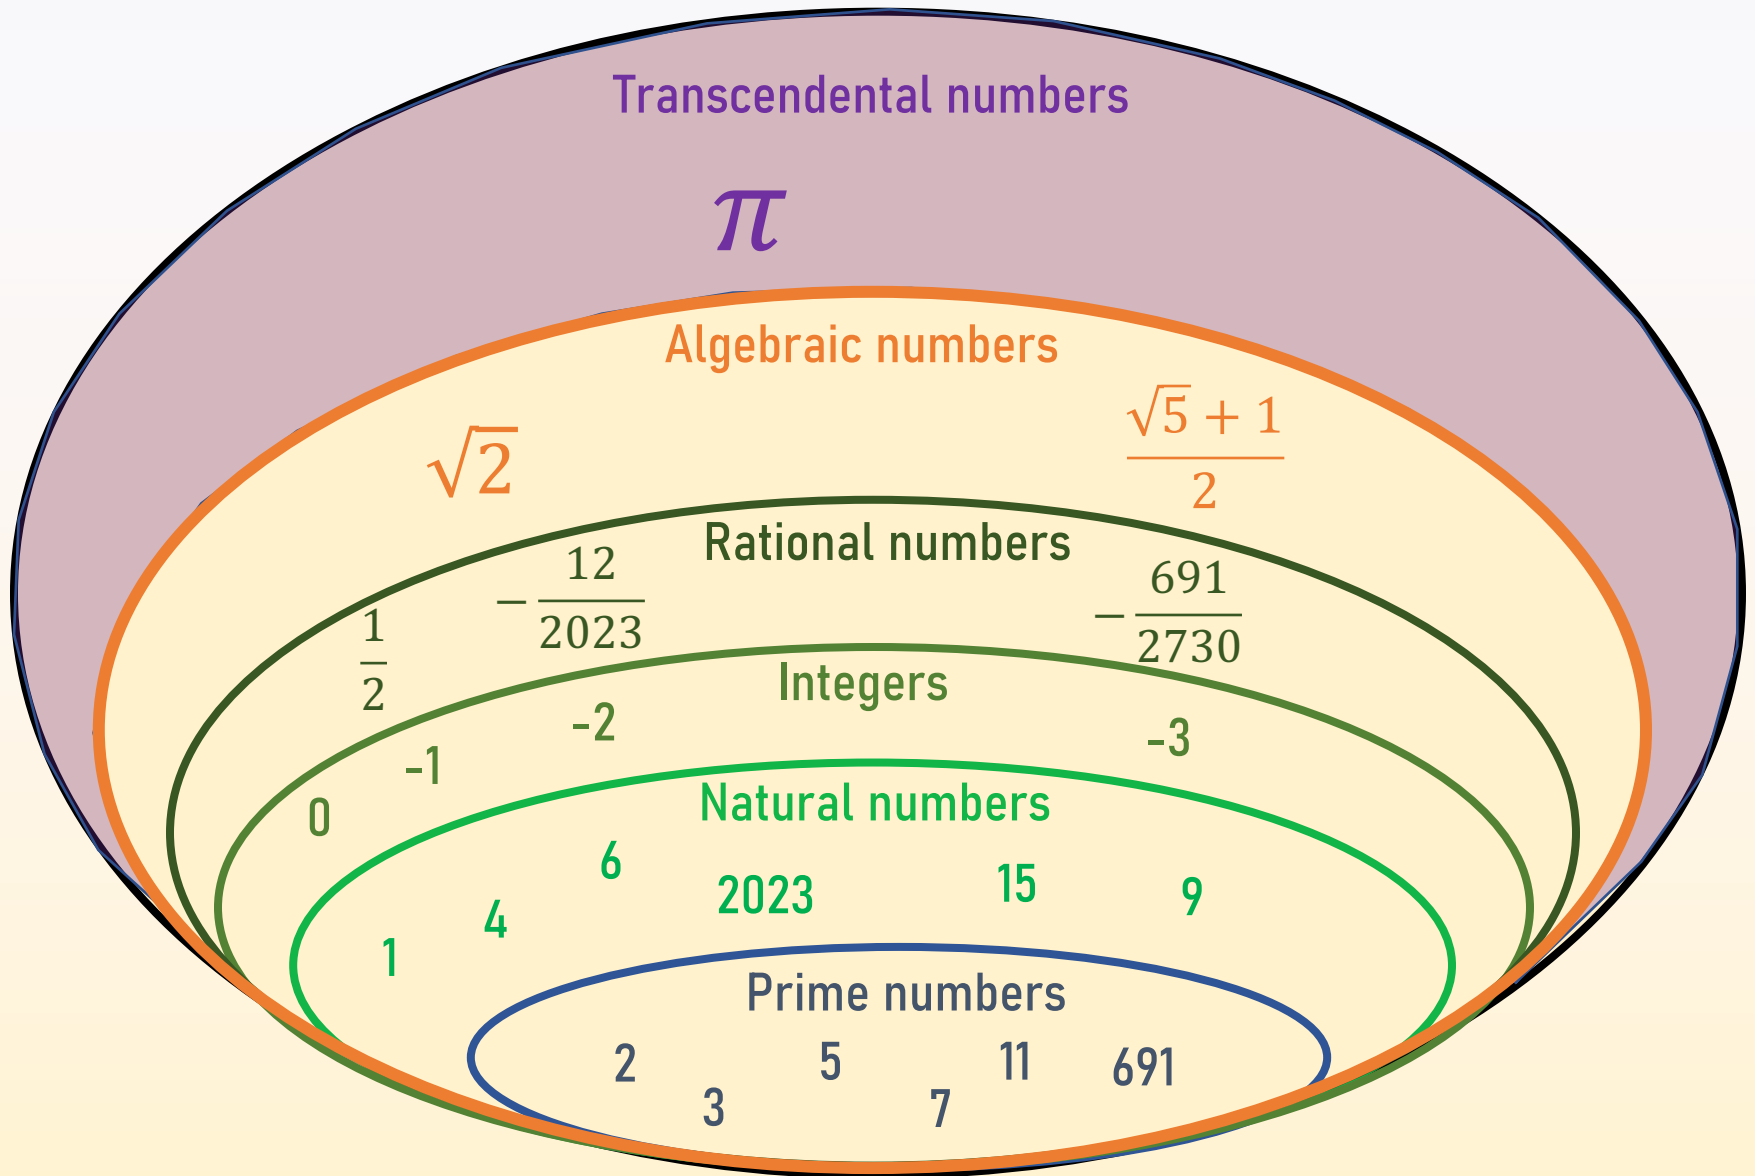 Transcendental numbers
π
Algebraic numbers
√2
(√5 + 1)/2
Rational numbers
1/2
-12/2023
-691/2730
Integers
0
-1
-2
-3
Natural numbers
1
4
6
2023
15
9
Prime numbers
2
3
5
7
11
691